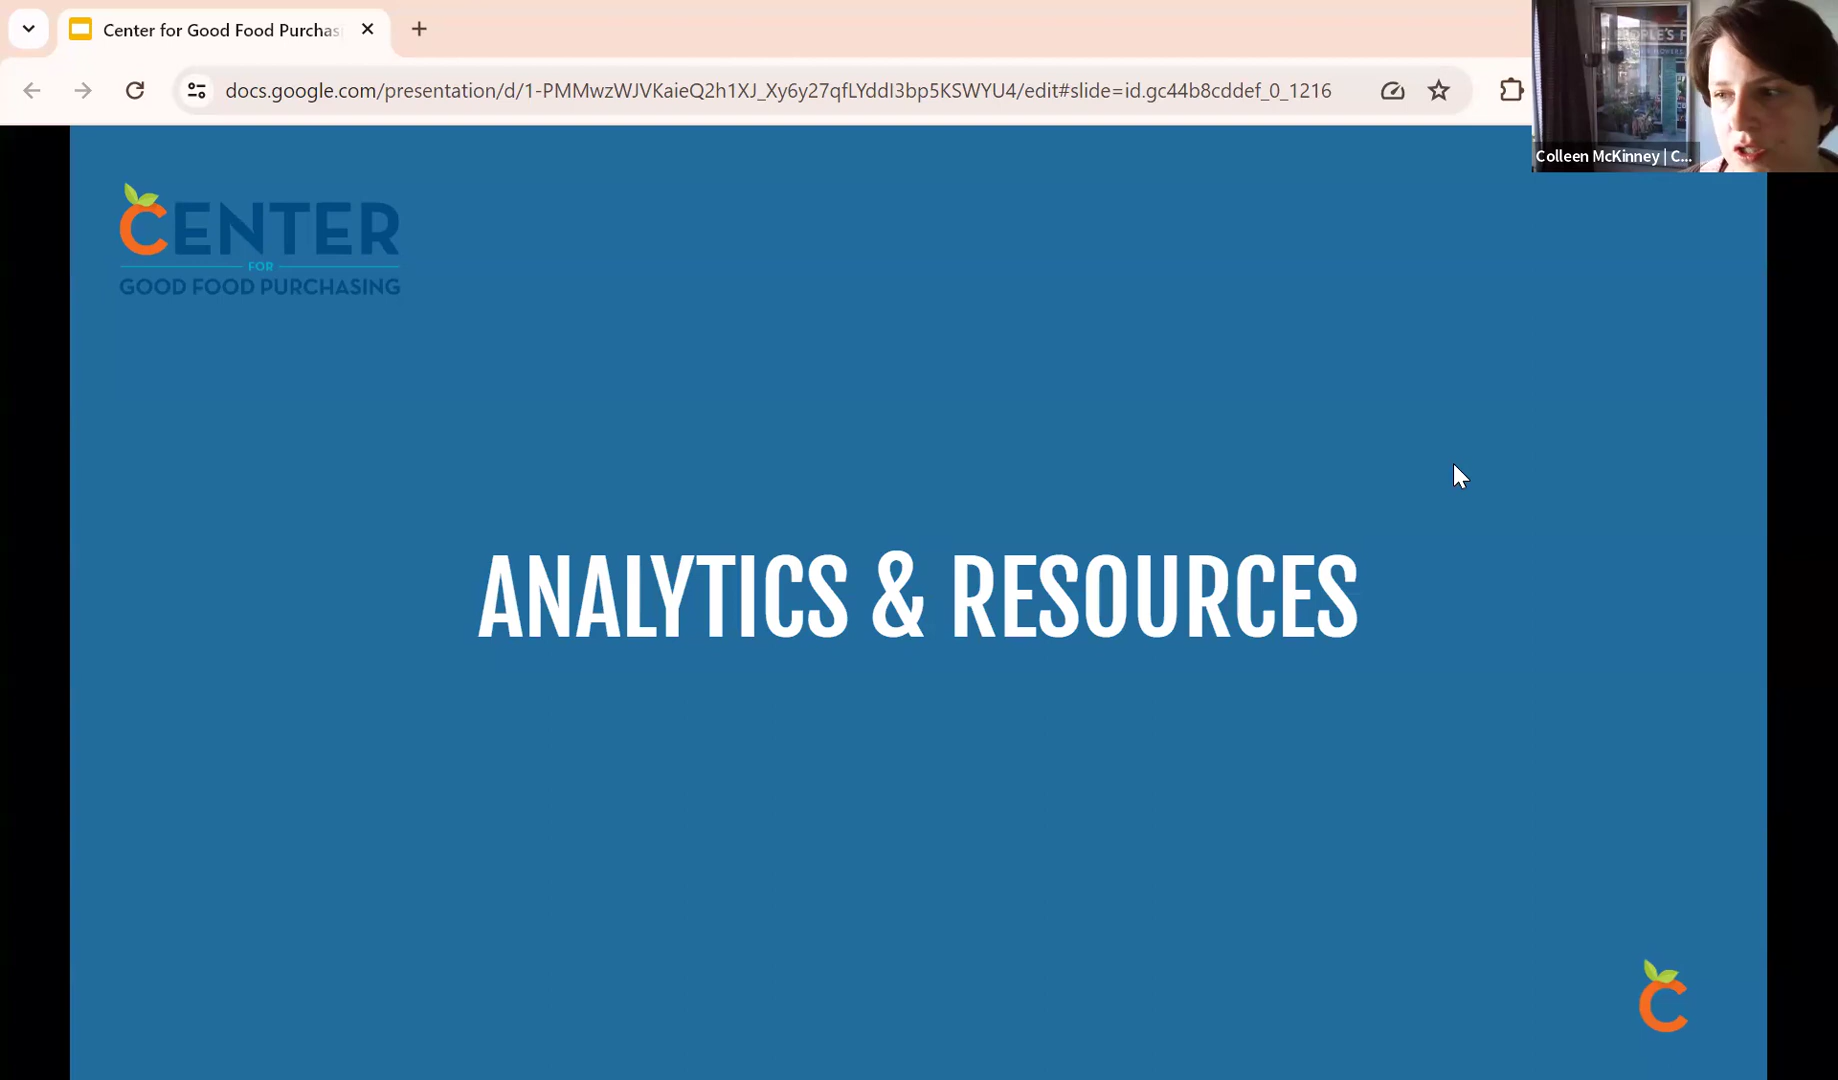 Center for Good Food Purchas
docs.google.com/presentation/d/1-PMMwzWJVKaieQ2h1XJ_Xy6y27qfLYddI3bp5KSWYU4/edit#slide=id.gc44b8cddef_0_1216
Colleen McKinney | C...
CENTER
FOR
GOOD FOOD PURCHASING
ANALYTICS & RESOURCES
C